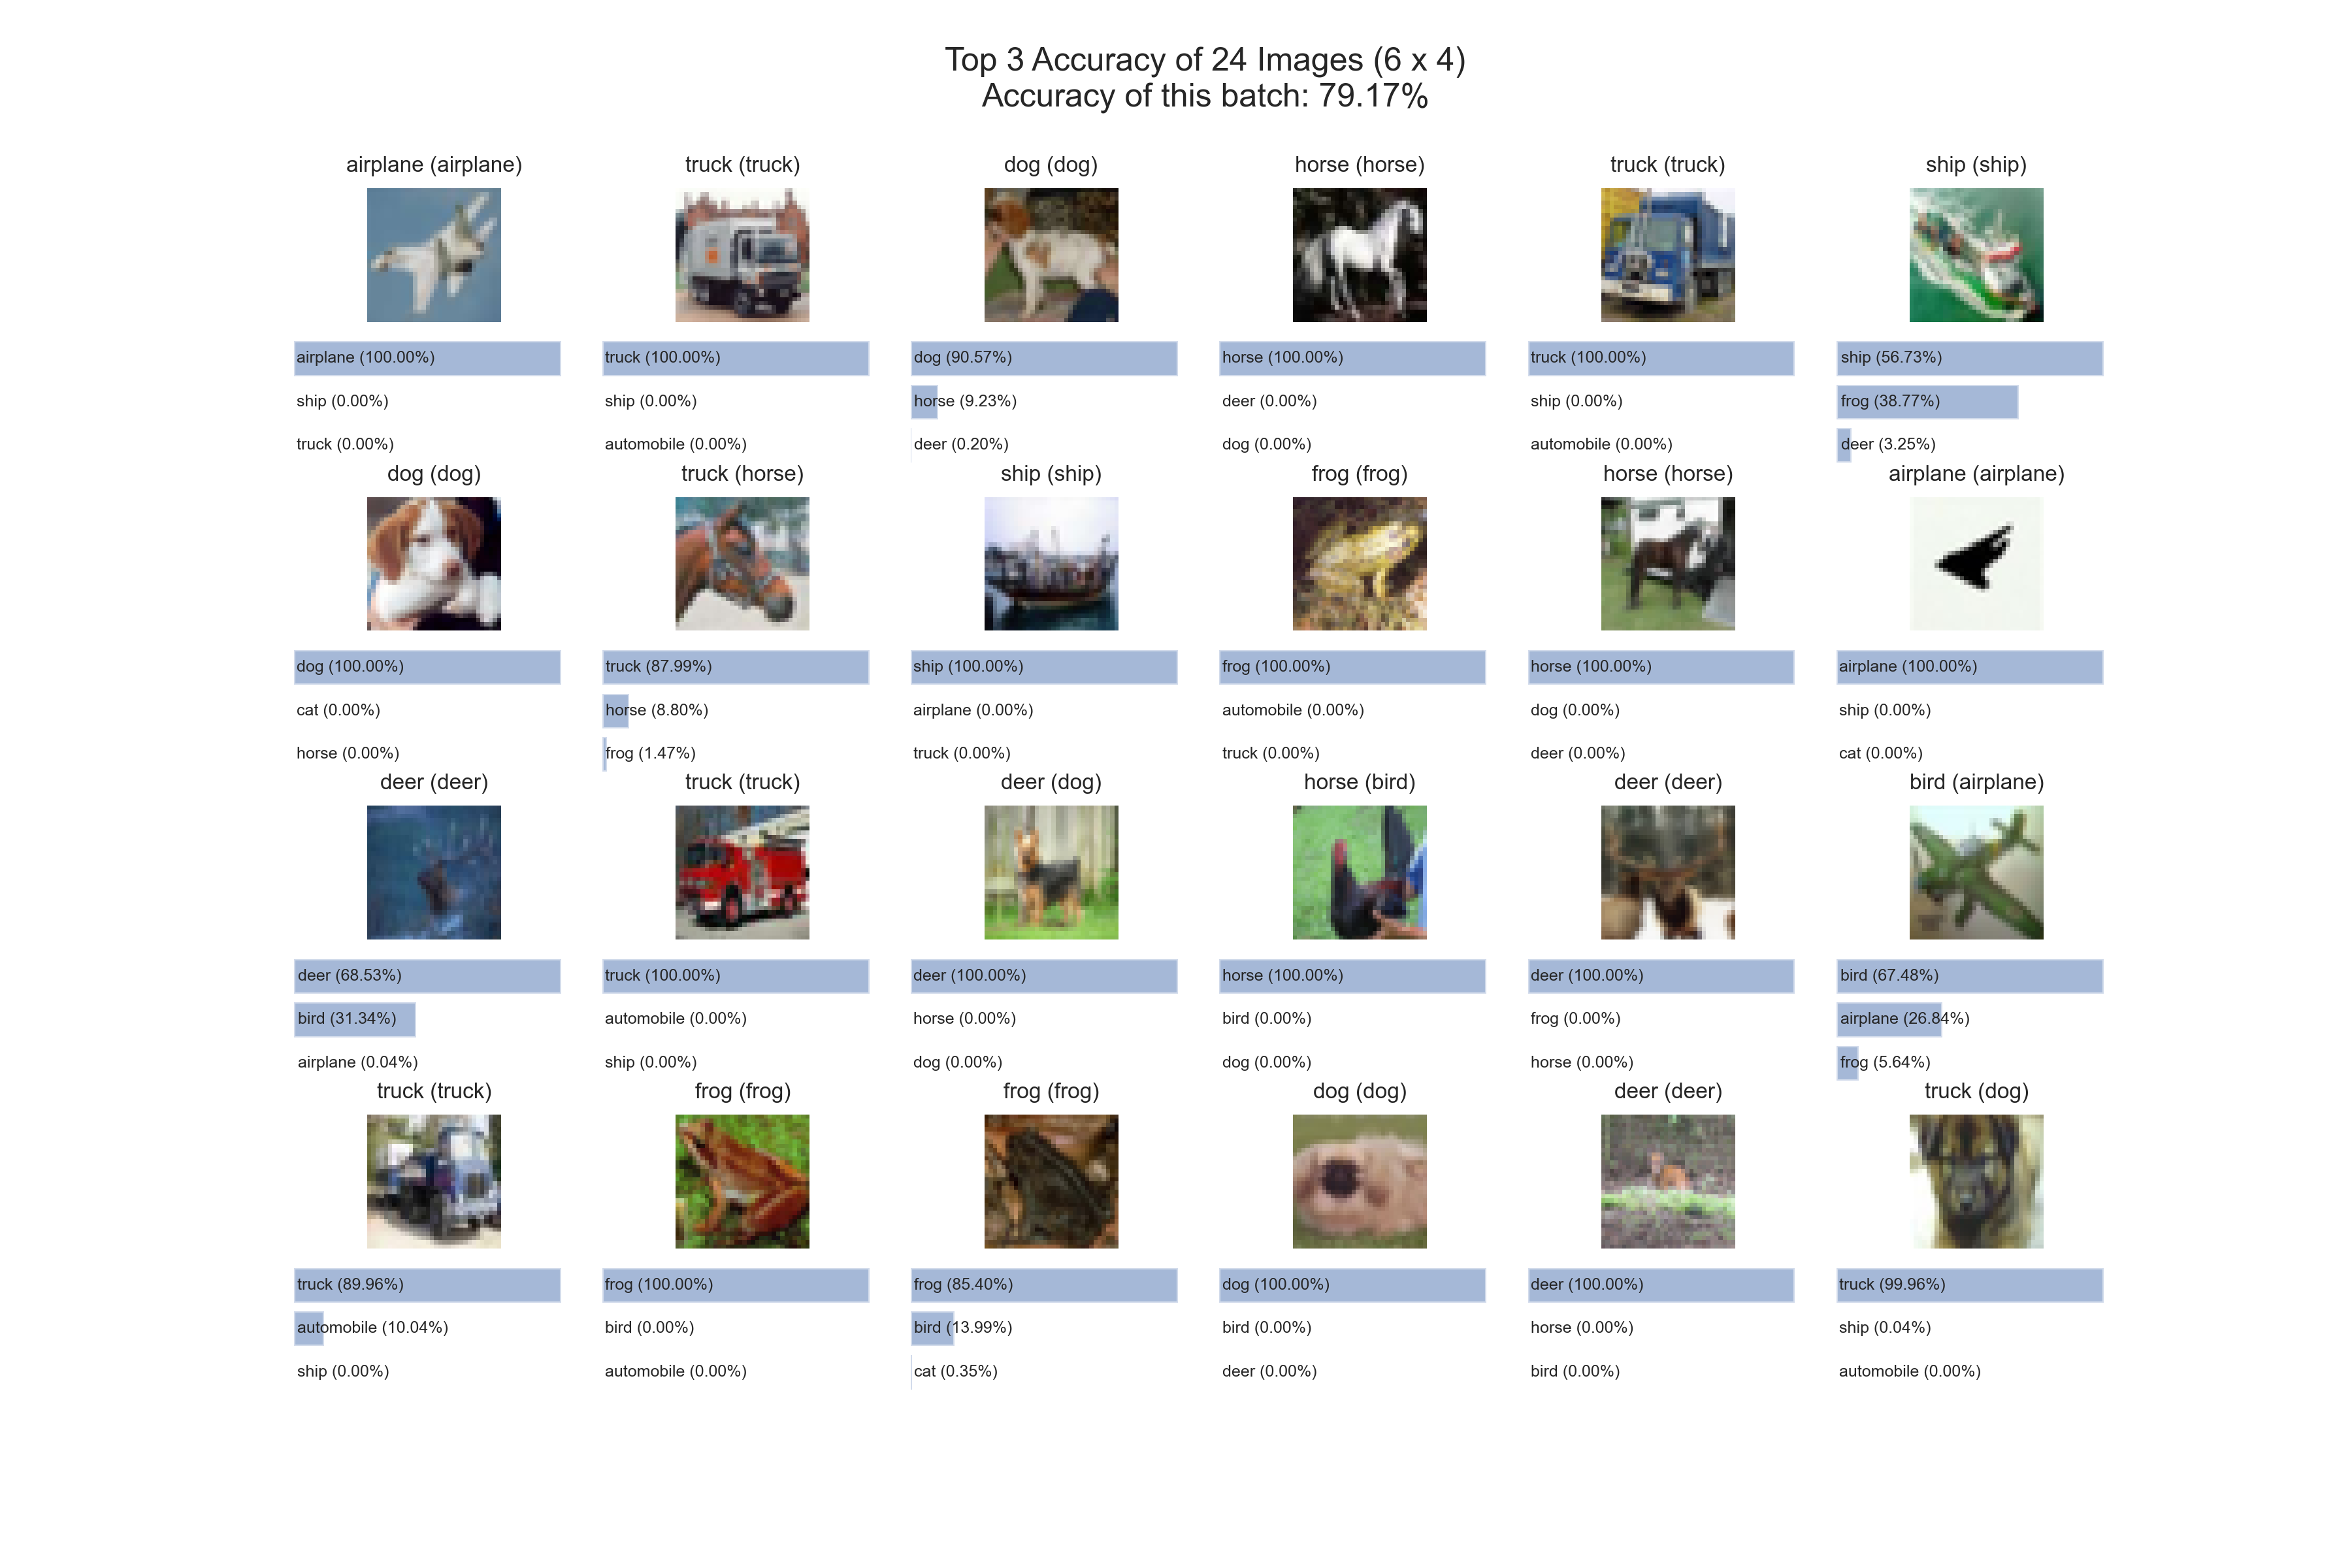 Top 3 Accuracy of 24 Images (6 x 4)
Accuracy of this batch: 79.17%
airplane (airplane)
airplane (100.00%)
ship (0.00%)
truck (0.00%)
truck (truck)
truck (100.00%)
ship (0.00%)
automobile (0.00%)
dog (dog)
dog (90.57%)
horse (9.23%)
deer (0.20%)
horse (horse)
horse (100.00%)
deer (0.00%)
dog (0.00%)
truck (truck)
truck (100.00%)
ship (0.00%)
automobile (0.00%)
ship (ship)
ship (56.73%)
frog (38.77%)
deer (3.25%)
dog (dog)
dog (100.00%)
cat (0.00%)
horse (0.00%)
truck (horse)
truck (87.99%)
horse (8.80%)
frog (1.47%)
ship (ship)
ship (100.00%)
airplane (0.00%)
truck (0.00%)
frog (frog)
frog (100.00%)
automobile (0.00%)
truck (0.00%)
horse (horse)
horse (100.00%)
dog (0.00%)
deer (0.00%)
airplane (airplane)
airplane (100.00%)
ship (0.00%)
cat (0.00%)
deer (deer)
deer (68.53%)
bird (31.34%)
airplane (0.04%)
truck (truck)
truck (100.00%)
automobile (0.00%)
ship (0.00%)
deer (dog)
deer (100.00%)
horse (0.00%)
dog (0.00%)
horse (bird)
horse (100.00%)
bird (0.00%)
dog (0.00%)
deer (deer)
deer (100.00%)
frog (0.00%)
horse (0.00%)
bird (airplane)
bird (67.48%)
airplane (26.84%)
frog (5.64%)
truck (truck)
truck (89.96%)
automobile (10.04%)
ship (0.00%)
frog (frog)
frog (100.00%)
bird (0.00%)
automobile (0.00%)
frog (frog)
frog (85.40%)
bird (13.99%)
cat (0.35%)
dog (dog)
dog (100.00%)
bird (0.00%)
deer (0.00%)
deer (deer)
deer (100.00%)
horse (0.00%)
bird (0.00%)
truck (dog)
truck (99.96%)
ship (0.04%)
automobile (0.00%)